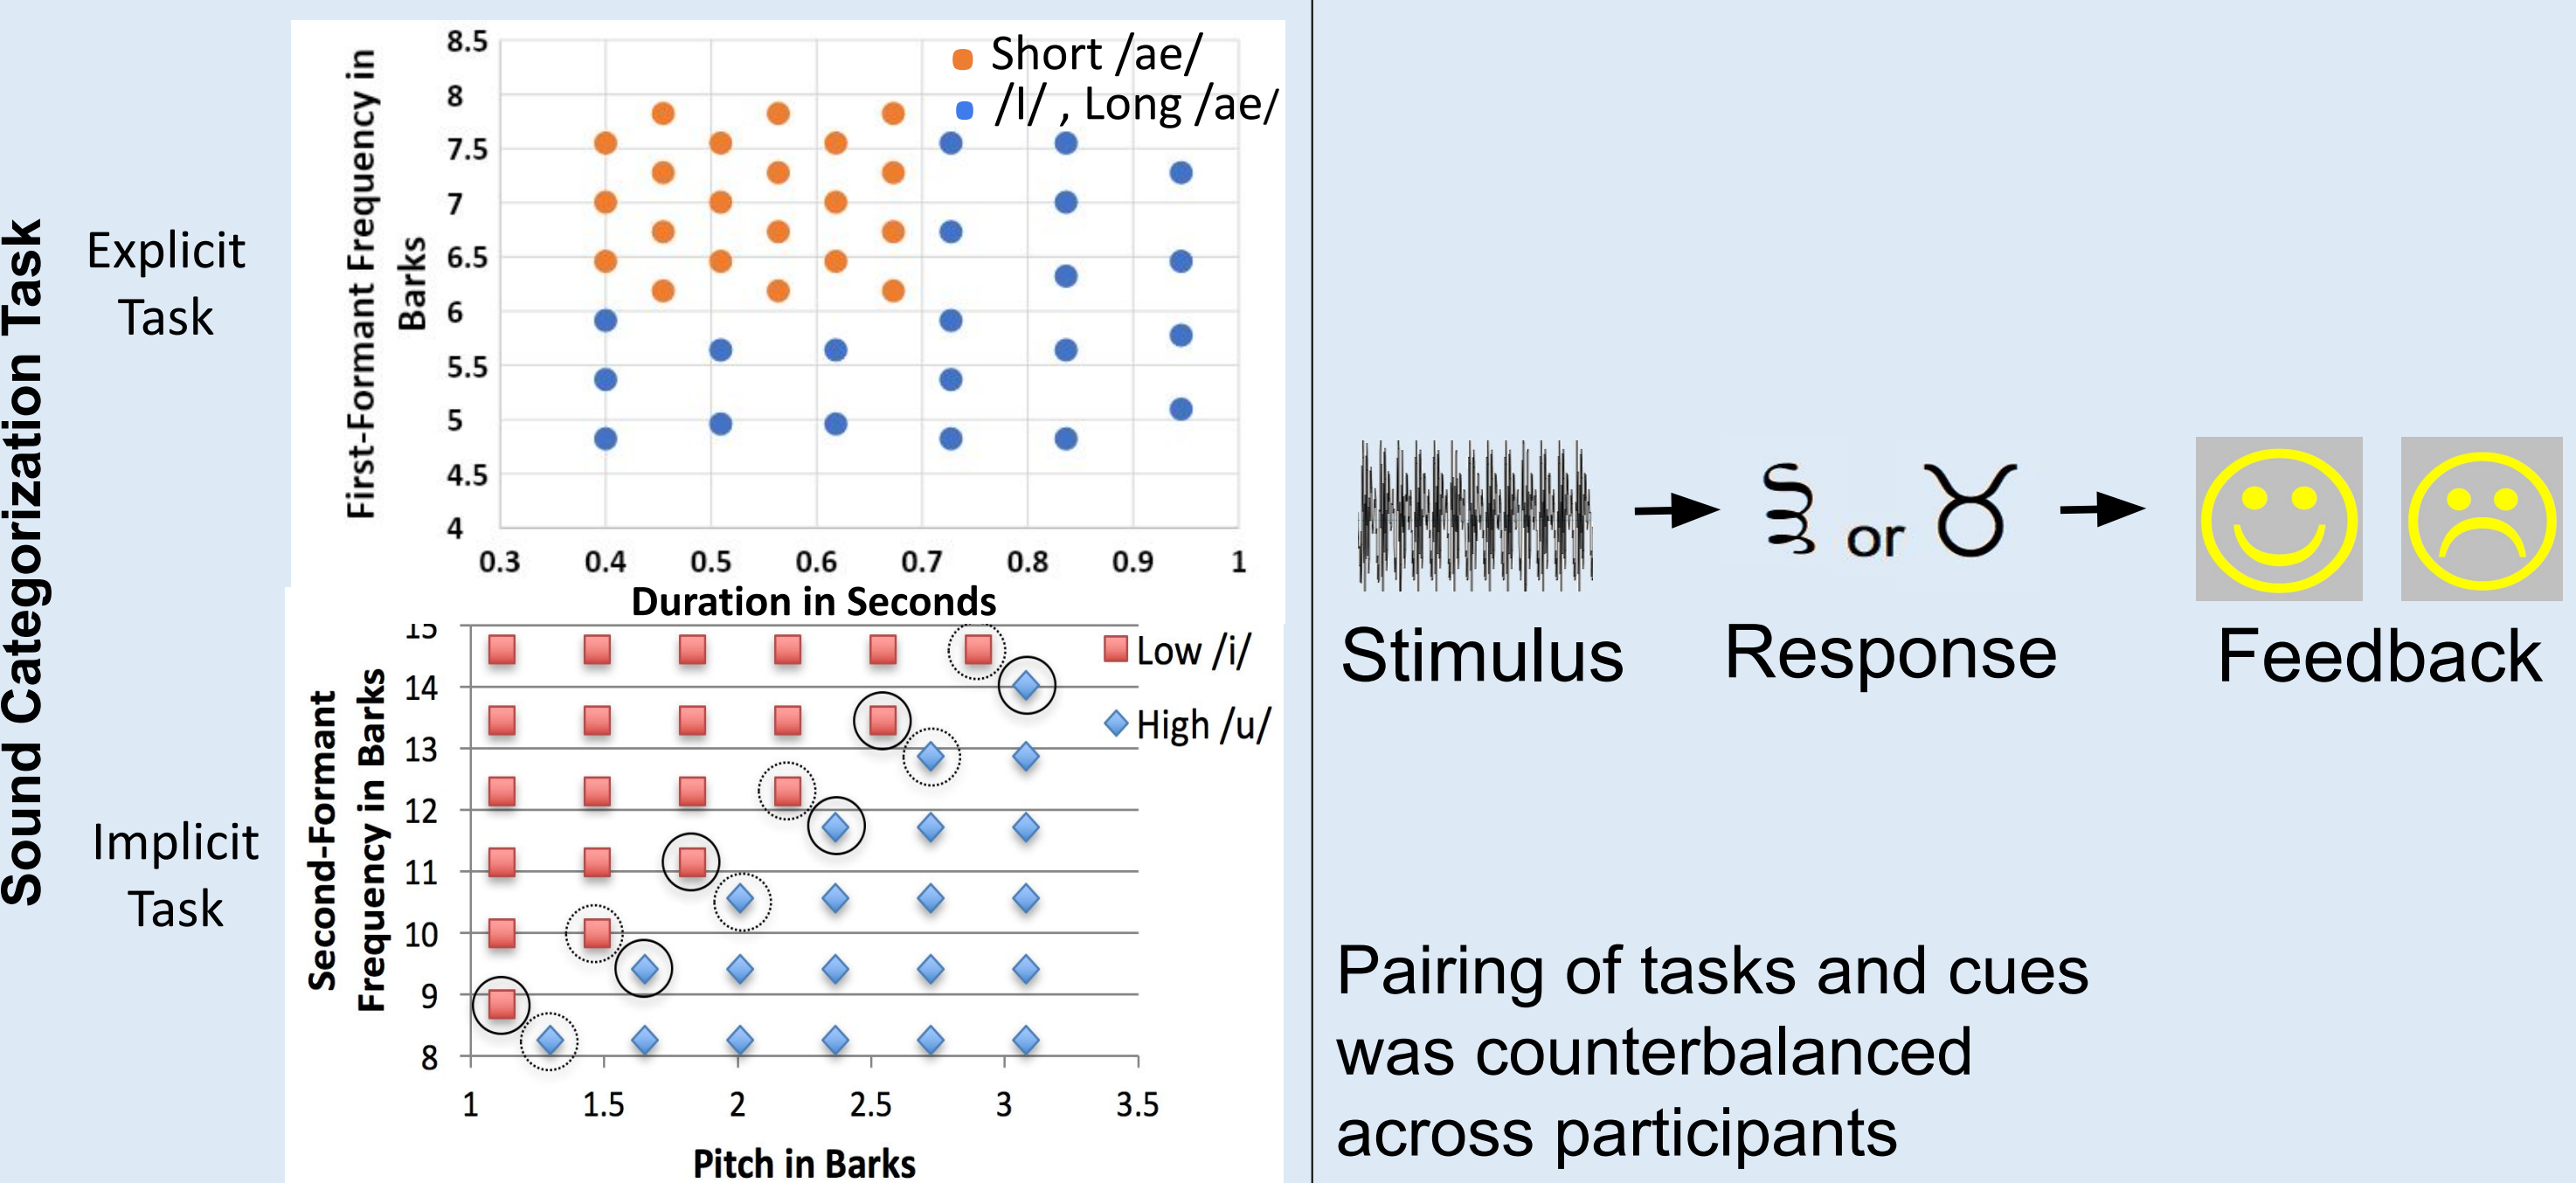 Sound Categorization Task
Explicit
Task
First-Formant Frequency in
Barks
8.5
8
7.5
7
6.5
6
5.5
5
4.5
4
Short /ae/
/I/ , Long /ae/
0.3 0.4 0.5 0.6 0.7 0.8 0.9 1
Duration in Seconds
Implicit
Task
Second-Formant
Frequency in Barks
15
14
13
12
11
10
9
8
Low /i/
High /u/
1 1.5 2 2.5 3 3.5
Pitch in Barks
or
Stimulus Response Feedback
Pairing of tasks and cues
was counterbalanced
across participants